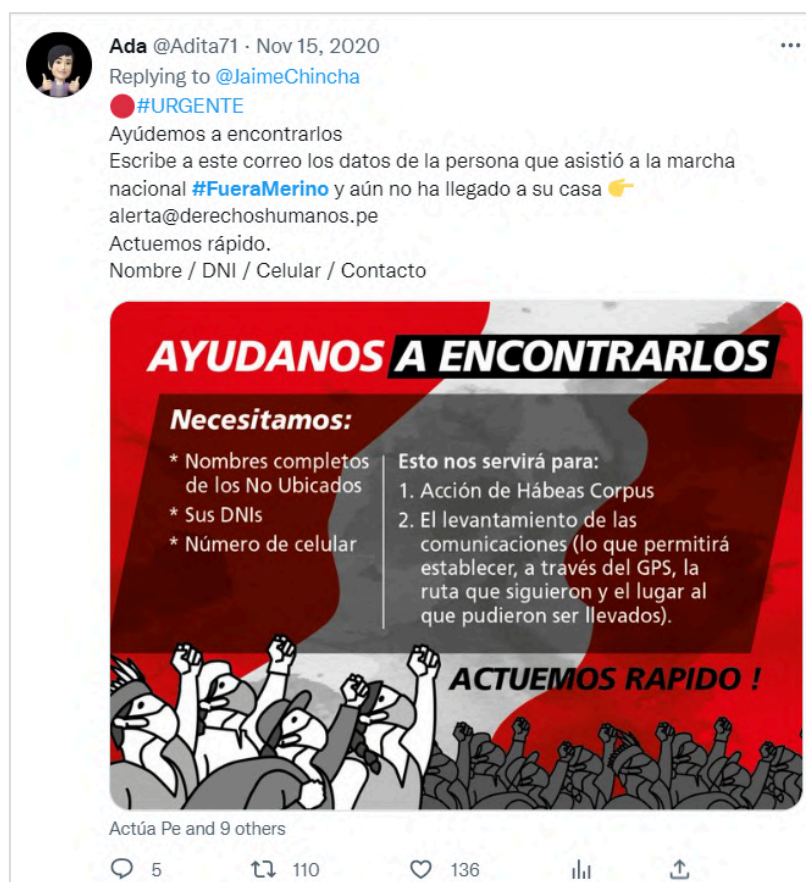 Ada @Adita71 · Nov 15, 2020
Replying to @JaimeChincha
#URGENTE
Ayúdemos a encontrarlos
Escribe a este correo los datos de la persona que asistió a la marcha
nacional #FueraMerino y aún no ha llegado a su casa
alerta@derechoshumanos.pe
Actuemos rápido.
Nombre / DNI / Celular / Contacto
AYUDANOS A ENCONTRARLOS
Necesitamos:
* Nombres completos
de los No Ubicados
* Sus DNIs
* Número de celular
Esto nos servirá para:
1. Acción de Hábeas Corpus
2. El levantamiento de las
comunicaciones (lo que permitirá
establecer, a través del GPS, la
ruta que siguieron y el lugar al
que pudieron ser llevados).
ACTUEMOS RAPIDO !
Actúa Pe and 9 others
5 110 136